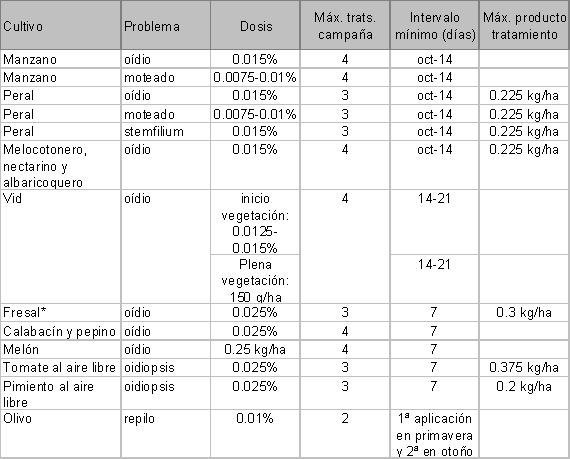 Cultivo Problema Dosis Máx. trats. campaña Intervalo mínimo (días) Máx. producto tratamiento
Manzano oídio 0.015% 4 oct-14
Manzano moteado 0.0075-0.01% 4 oct-14
Peral oídio 0.015% 3 oct-14 0.225 kg/ha
Peral moteado 0.0075-0.01% 3 oct-14 0.225 kg/ha
Peral stemfilium 0.015% 3 oct-14 0.225 kg/ha
Melocotonero, nectarino y albaricoquero oídio 0.015% 4 oct-14 0.225 kg/ha
Vid oídio inicio vegetación: 0.0125-0.015% 4 14-21
Plena vegetación: 150 g/ha 14-21
Fresal* oídio 0.025% 3 7 0.3 kg/ha
Calabacín y pepino oídio 0.025% 4 7
Melón oídio 0.25 kg/ha 4 7
Tomate al aire libre oidiopsis 0.025% 3 7 0.375 kg/ha
Pimiento al aire libre oidiopsis 0.025% 3 7 0.2 kg/ha
Olivo repilo 0.01% 2 1ª aplicación en primavera y 2ª en otoño